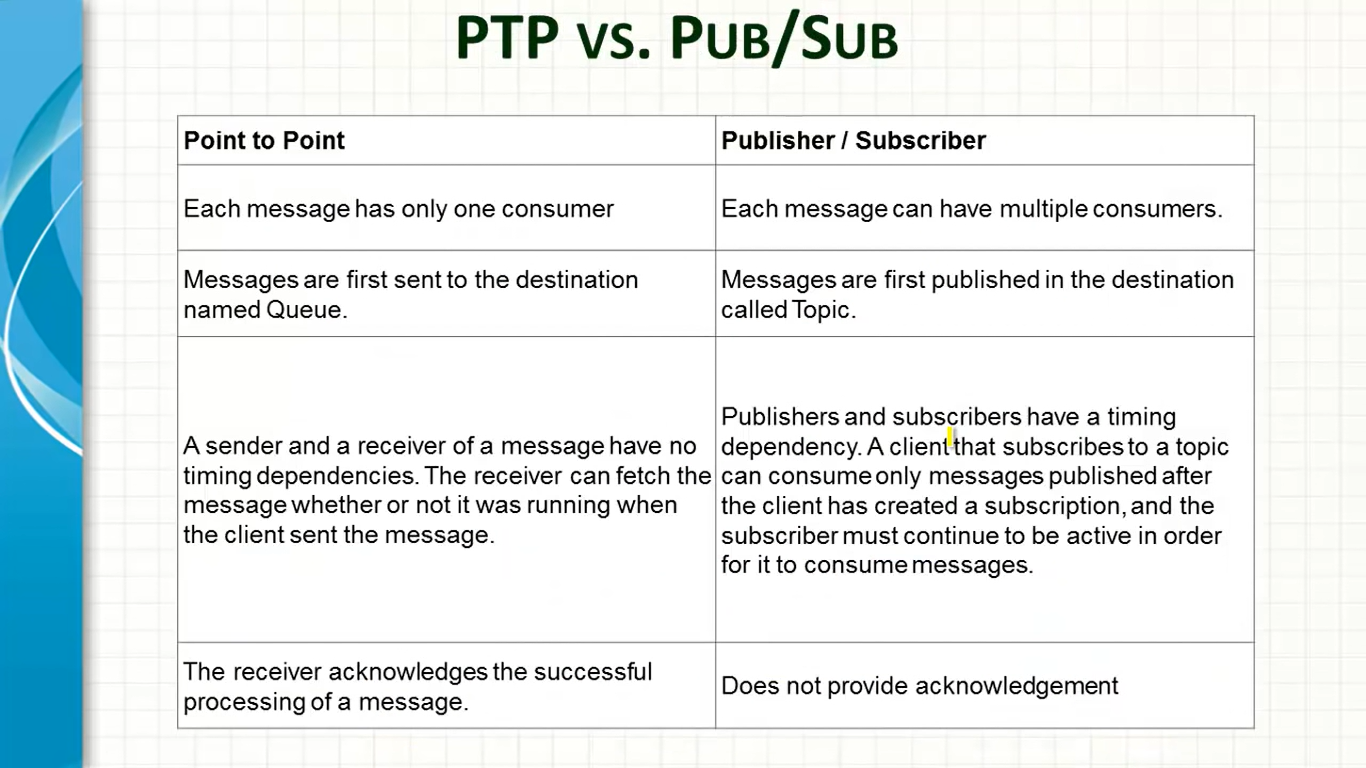 PTP vs. Pub/Sub
Point to Point
Publisher / Subscriber
Each message has only one consumer
Each message can have multiple consumers.
Messages are first sent to the destination
named Queue.
Messages are first published in the destination
called Topic.
A sender and a receiver of a message have no
timing dependencies. The receiver can fetch the
message whether or not it was running when
the client sent the message.
Publishers and subscribers have a timing
dependency. A client that subscribes to a topic
can consume only messages published after
the client has created a subscription, and the
subscriber must continue to be active in order
for it to consume messages.
The receiver acknowledges the successful
processing of a message.
Does not provide acknowledgement